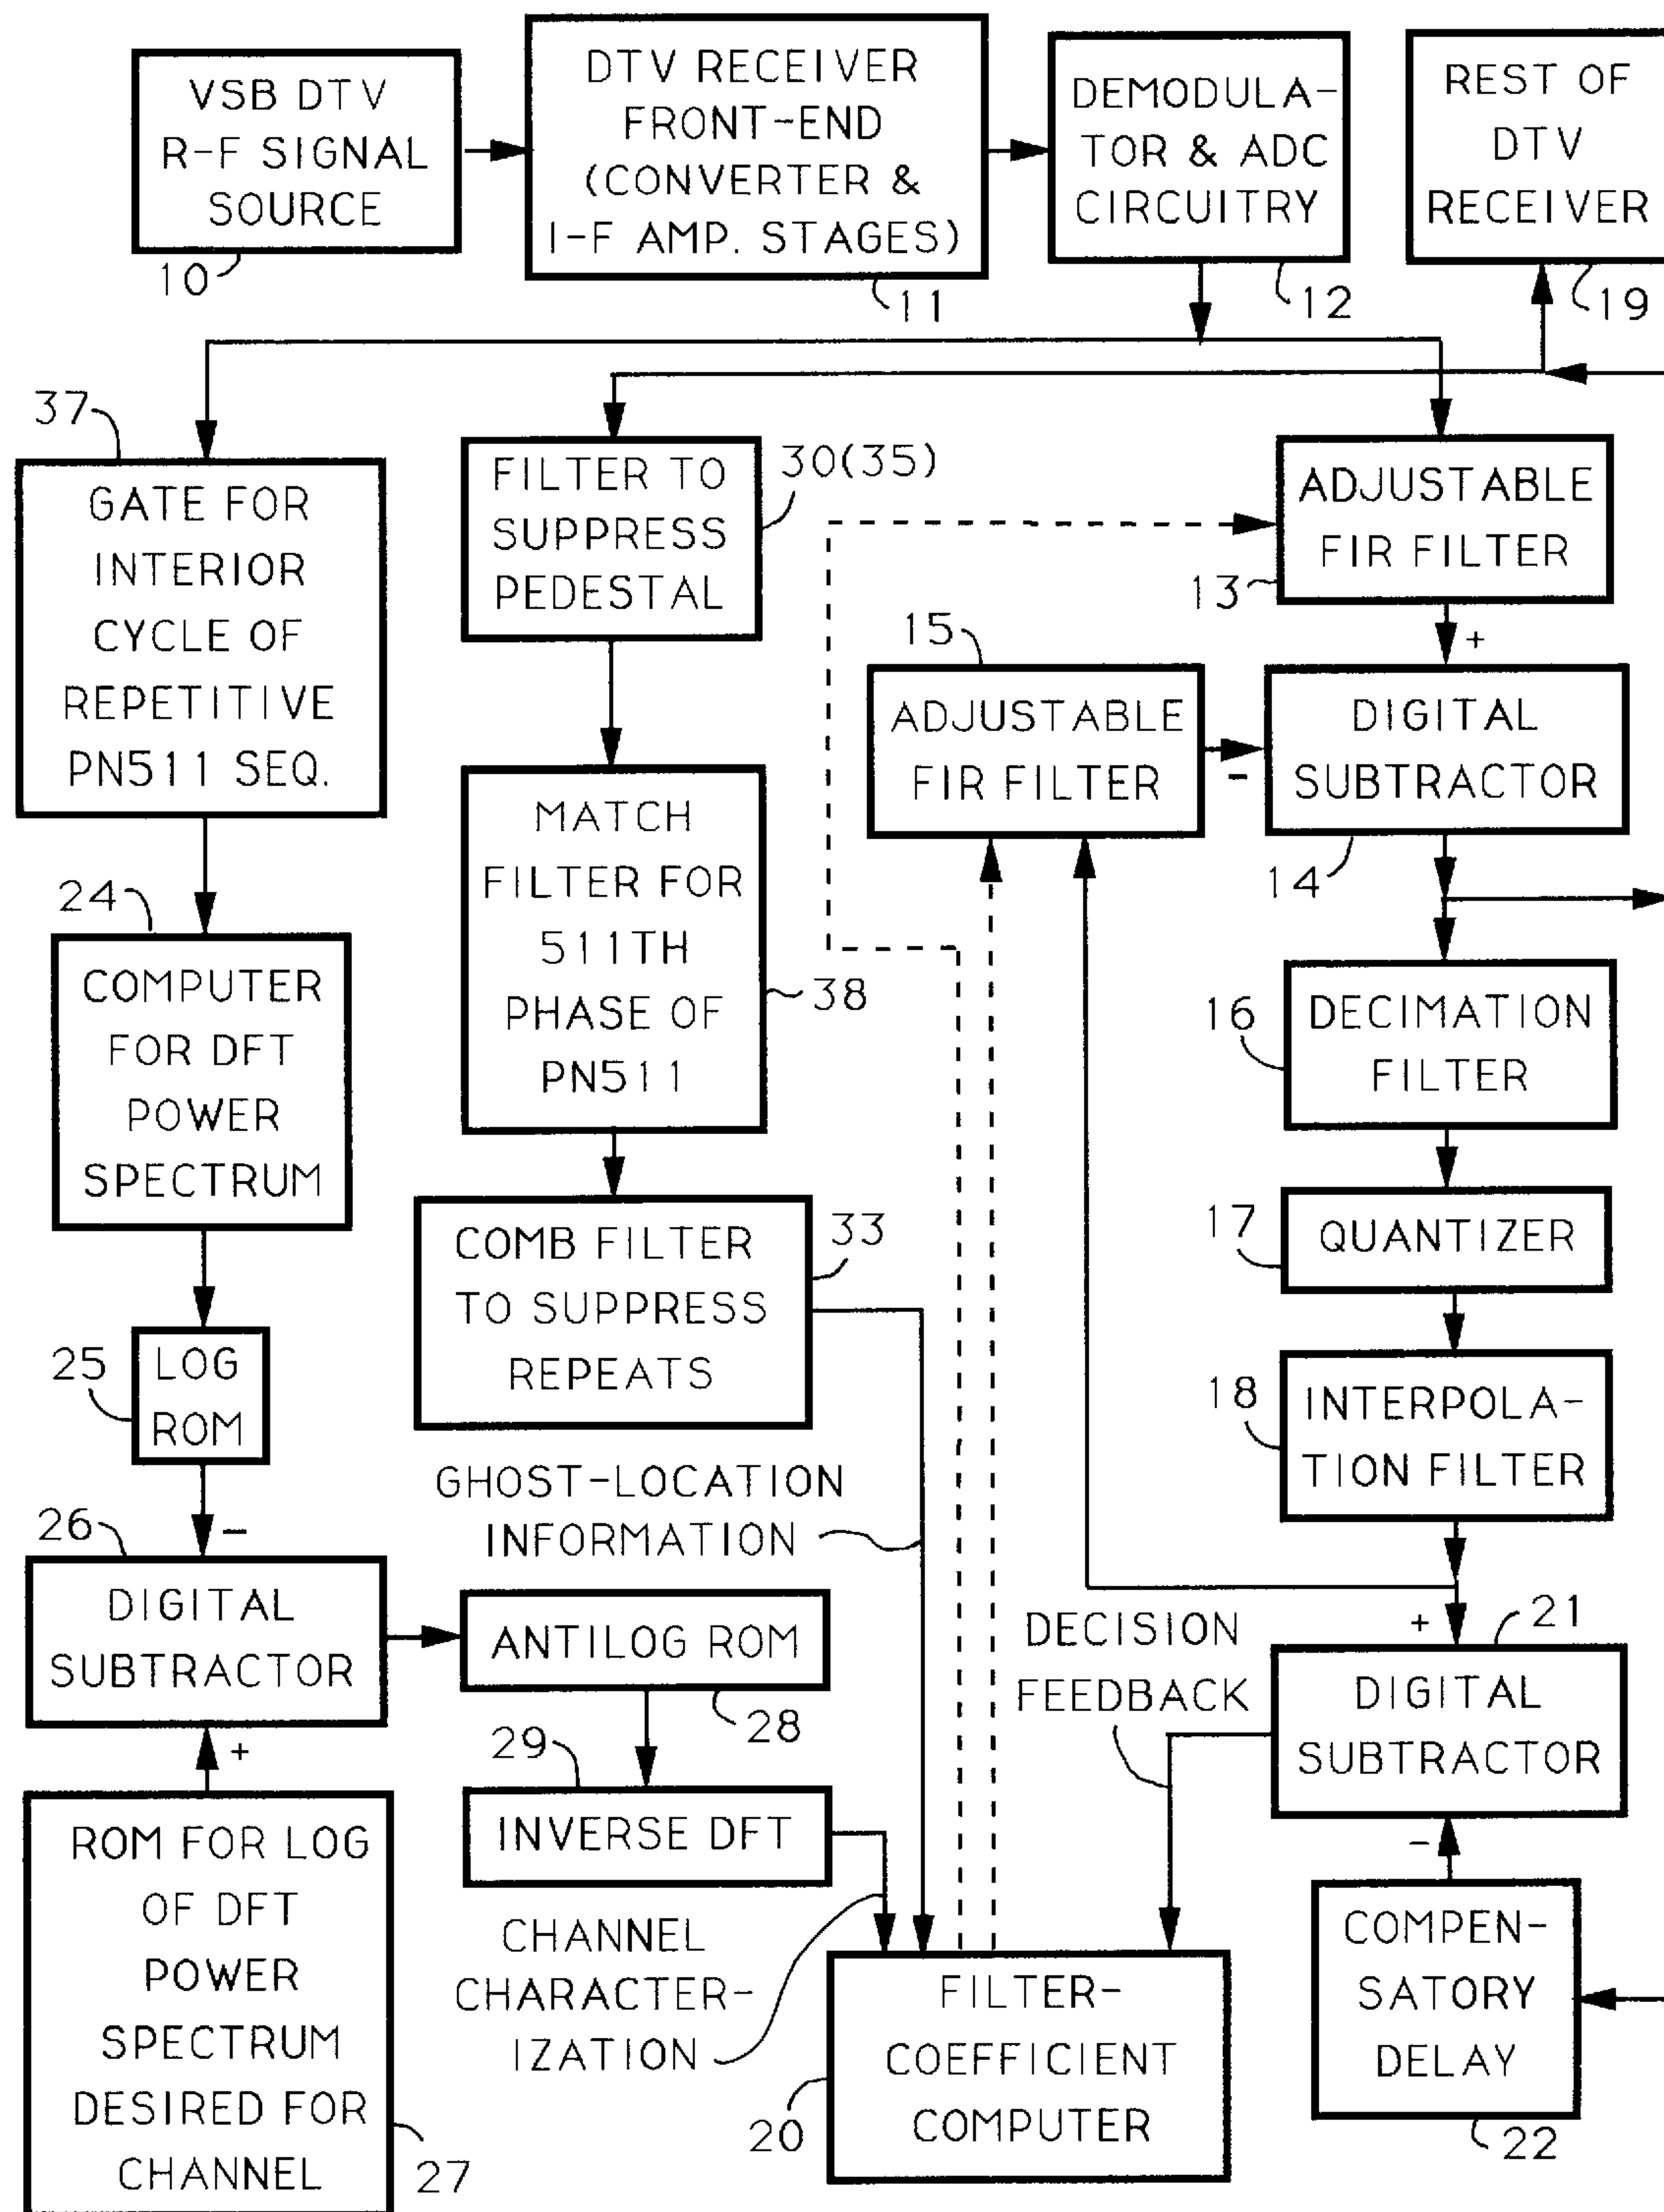 VSB DTV
R-F SIGNAL
SOURCE
10
DTV RECEIVER
FRONT-END
(CONVERTER &
I-F AMP. STAGES)
11
DEMODULA-
TOR & ADC
CIRCUITRY
12
REST OF
DTV
RECEIVER
19
37
GATE FOR
INTERIOR
CYCLE OF
REPETITIVE
PN511 SEQ.
FILTER TO
SUPPRESS
PEDESTAL
30(35)
ADJUSTABLE
FIR FILTER
13
+
15
ADJUSTABLE
FIR FILTER
-
DIGITAL
SUBTRACTOR
14
MATCH
FILTER FOR
511TH
PHASE OF
PN511
38
24
COMPUTER
FOR DFT
POWER
SPECTRUM
16
DECIMATION
FILTER
COMB FILTER
TO SUPPRESS
REPEATS
33
17
QUANTIZER
25
LOG
ROM
-
18
INTERPOLA-
TION FILTER
GHOST-LOCATION
INFORMATION
26
DIGITAL
SUBTRACTOR
+
ANTILOG ROM
28
DECISION
FEEDBACK
+
21
DIGITAL
SUBTRACTOR
-
29
INVERSE DFT
ROM FOR LOG
OF DFT
POWER
SPECTRUM
DESIRED FOR
CHANNEL
27
CHANNEL
CHARACTER-
IZATION
20
FILTER-
COEFFICIENT
COMPUTER
COMPEN-
SATORY
DELAY
22